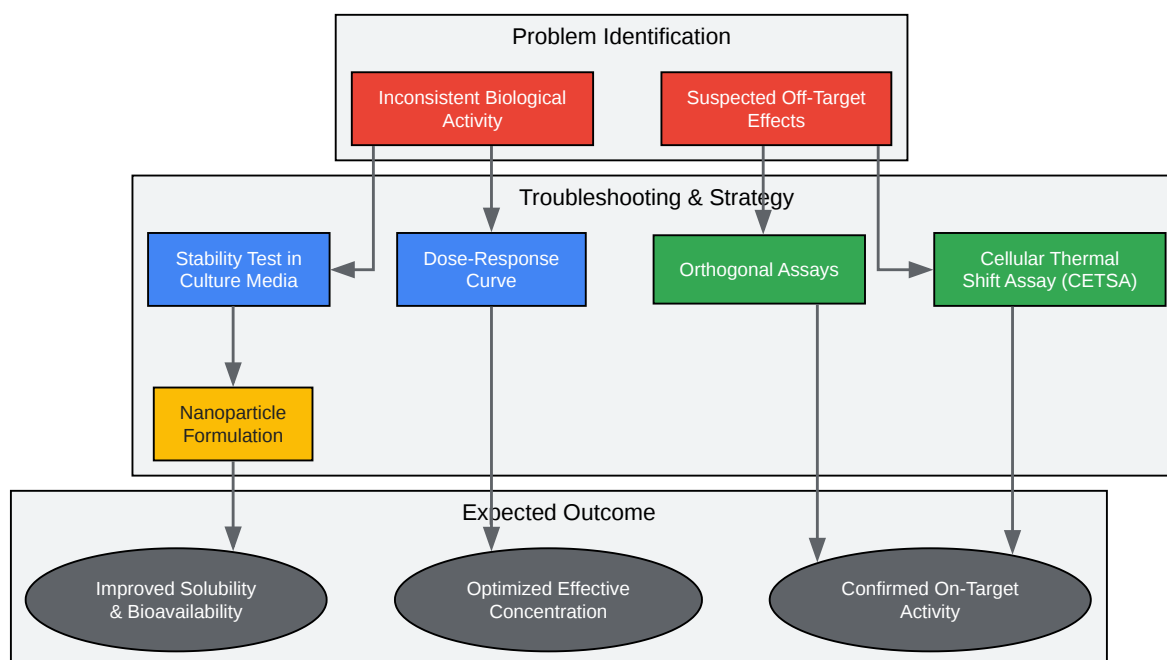 Problem Identification
Inconsistent Biological
Activity
Suspected Off-Target
Effects
Troubleshooting & Strategy
Stability Test in
Culture Media
Dose-Response
Curve
Orthogonal Assays
Cellular Thermal
Shift Assay (CETSA)
Nanoparticle
Formulation
Expected Outcome
Improved Solubility
& Bioavailability
Optimized Effective
Concentration
Confirmed On-Target
Activity